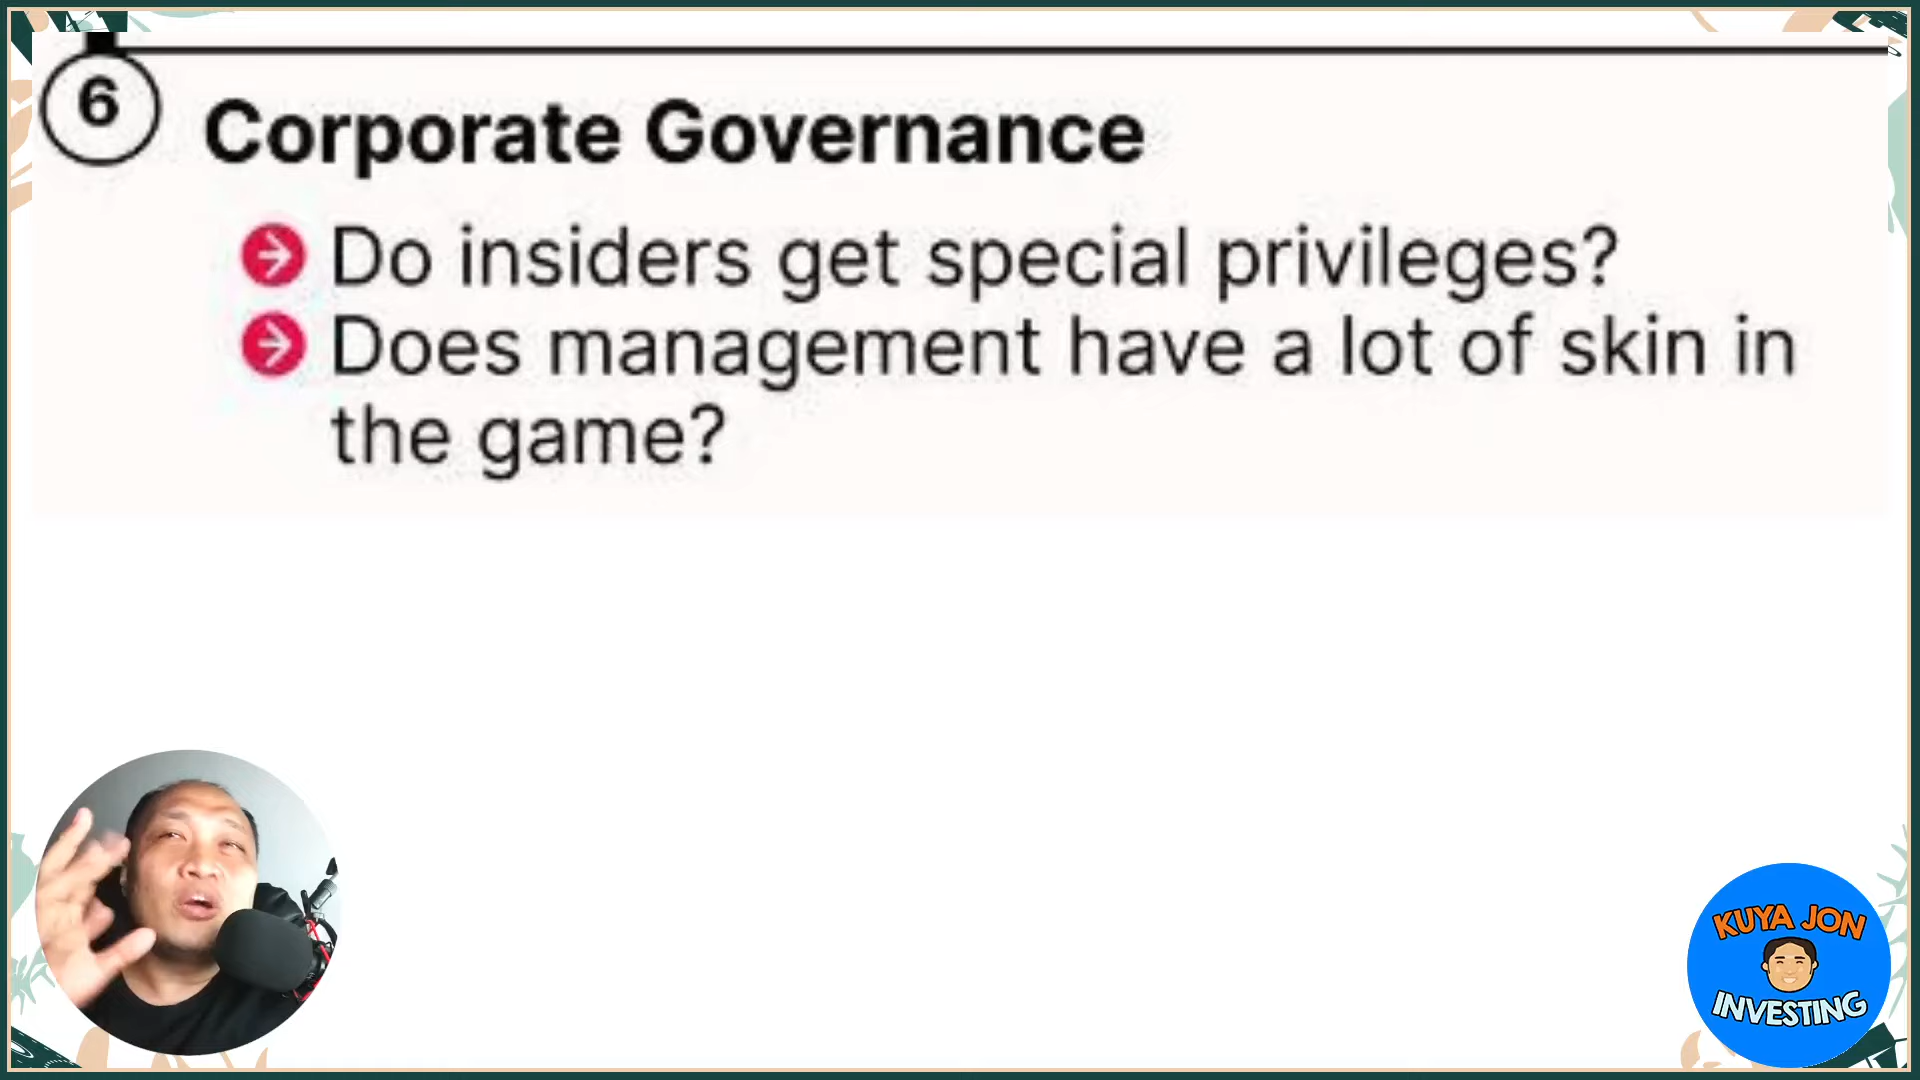 6
Corporate Governance
Do insiders get special privileges?
Does management have a lot of skin in
the game?
KUYA JON
INVESTING